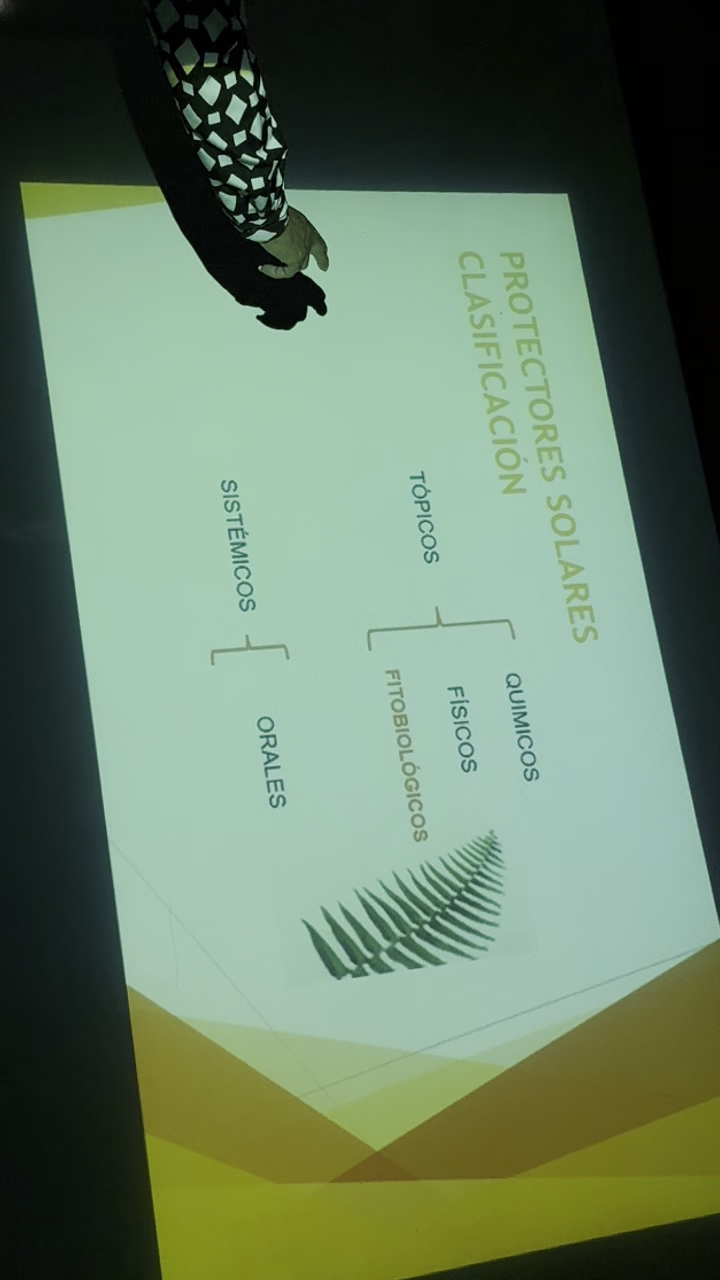 PROTECTORES SOLARES
CLASIFICACIÓN
QUIMICOS
TÓPICOS
FÍSICOS
FITOBIOLÓGICOS
SISTÉMICOS
ORALES